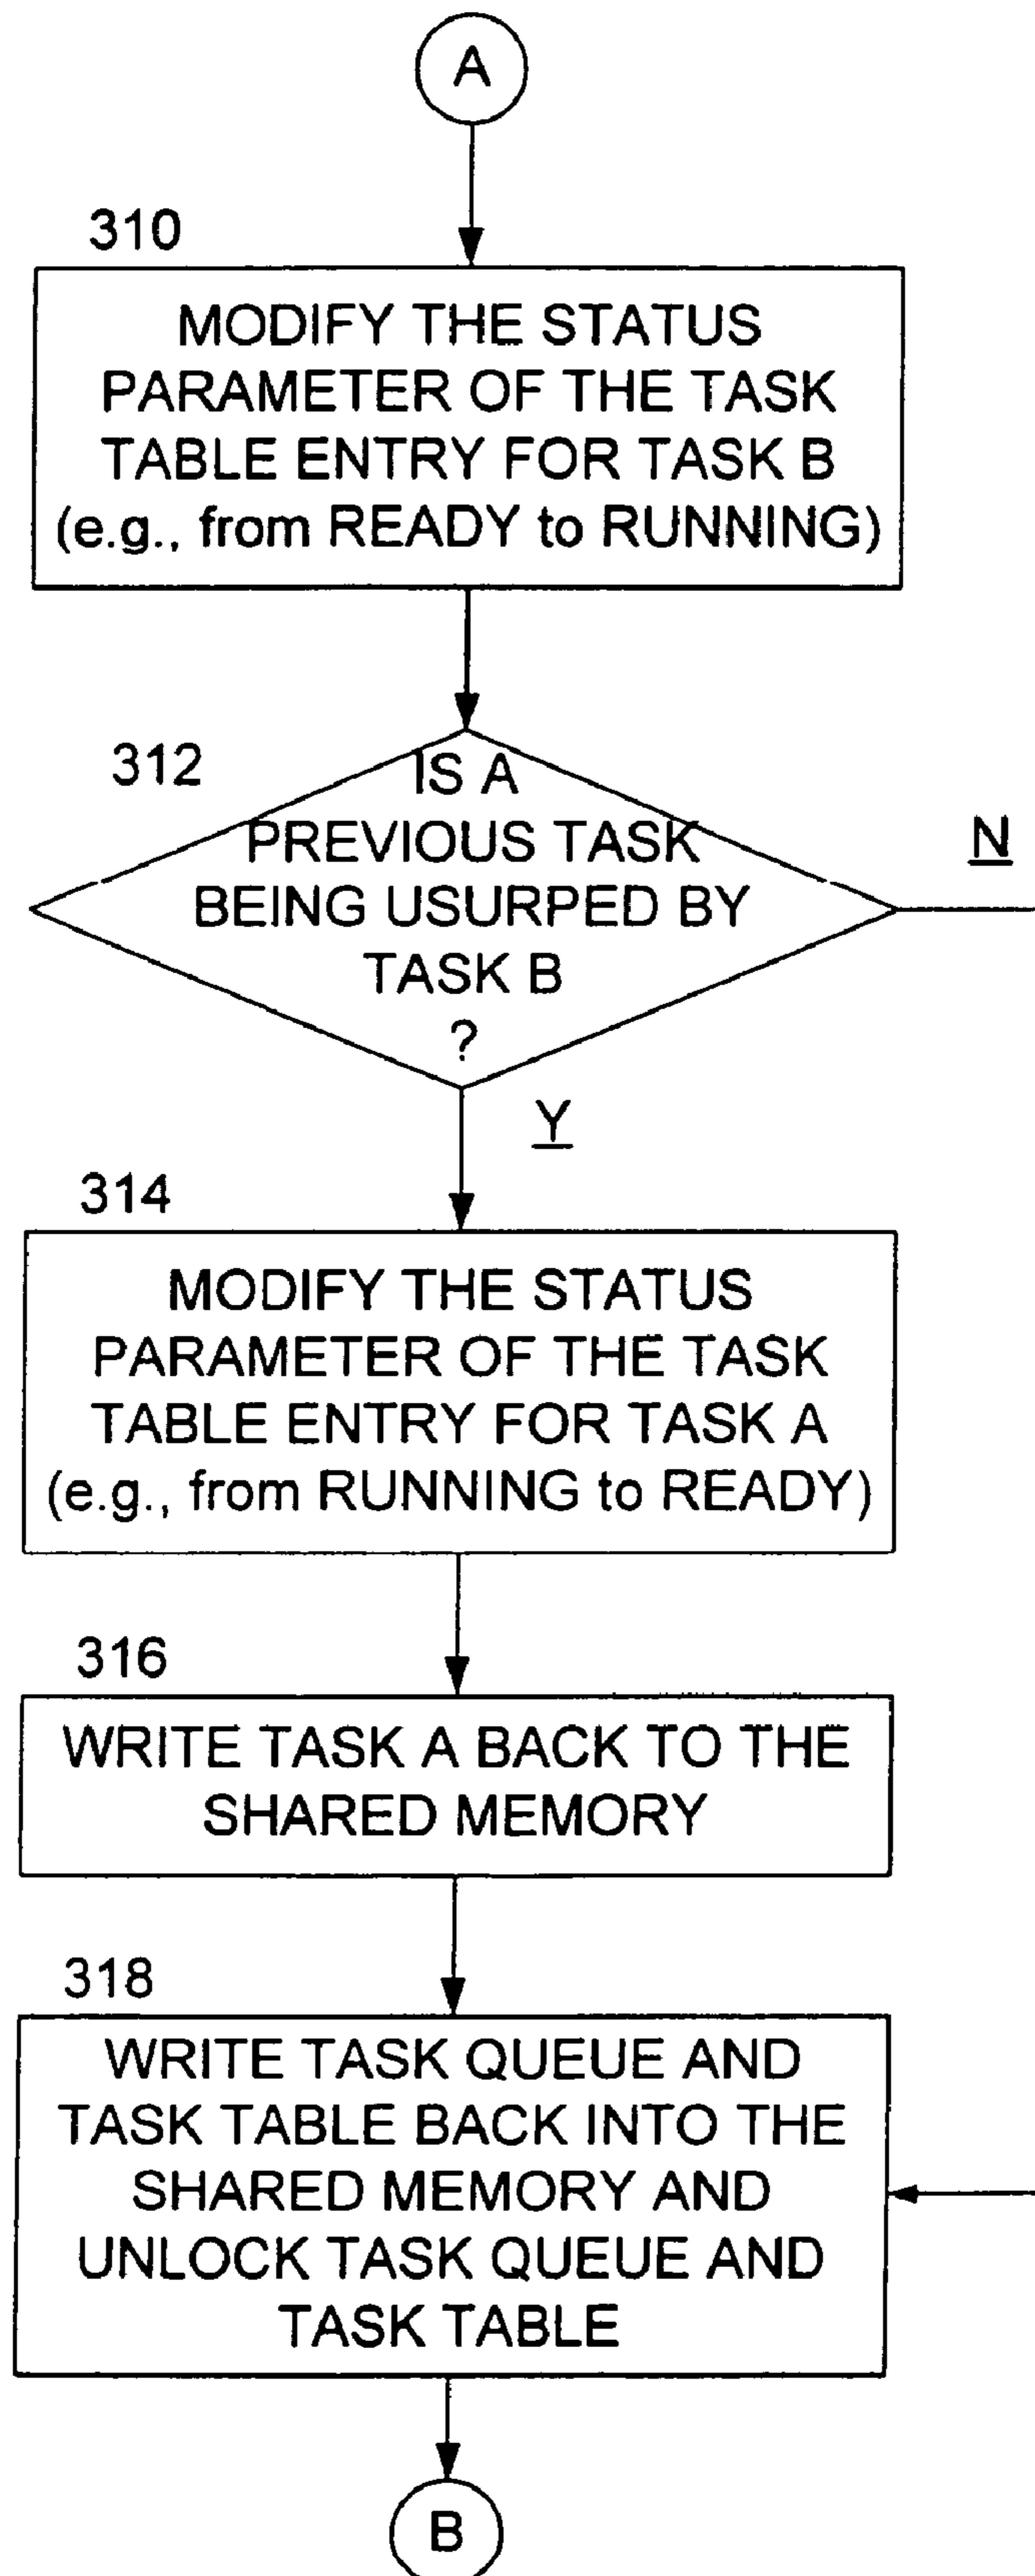 A
310
MODIFY THE STATUS
PARAMETER OF THE TASK
TABLE ENTRY FOR TASK B
(e.g., from READY to RUNNING)
312
IS A
PREVIOUS TASK
BEING USURPED BY
TASK B
?
N
Y
314
MODIFY THE STATUS
PARAMETER OF THE TASK
TABLE ENTRY FOR TASK A
(e.g., from RUNNING to READY)
316
WRITE TASK A BACK TO THE
SHARED MEMORY
318
WRITE TASK QUEUE AND
TASK TABLE BACK INTO THE
SHARED MEMORY AND
UNLOCK TASK QUEUE AND
TASK TABLE
B